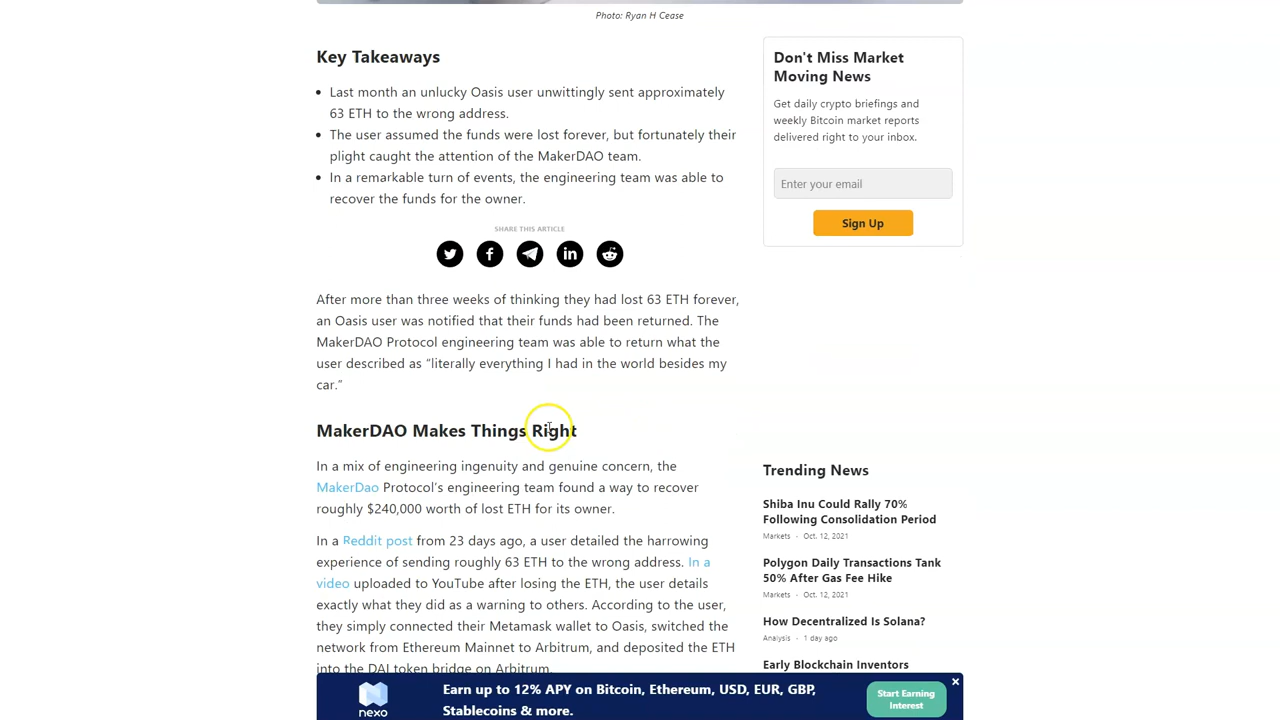 Photo: Ryan H Cease
Key Takeaways
Last month an unlucky Oasis user unwittingly sent approximately
63 ETH to the wrong address.
The user assumed the funds were lost forever, but fortunately their
plight caught the attention of the MakerDAO team.
In a remarkable turn of events, the engineering team was able to
recover the funds for the owner.
SHARE THIS ARTICLE
After more than three weeks of thinking they had lost 63 ETH forever,
an Oasis user was notified that their funds had been returned. The
MakerDAO Protocol engineering team was able to return what the
user described as “literally everything I had in the world besides my
car.”
MakerDAO Makes Things Right
In a mix of engineering ingenuity and genuine concern, the
MakerDao Protocol’s engineering team found a way to recover
roughly $240,000 worth of lost ETH for its owner.
In a Reddit post from 23 days ago, a user detailed the harrowing
experience of sending roughly 63 ETH to the wrong address. In a
video uploaded to YouTube after losing the ETH, the user details
exactly what they did as a warning to others. According to the user,
they simply connected their Metamask wallet to Oasis, switched the
network from Ethereum Mainnet to Arbitrum, and deposited the ETH
into the DAI token bridge on Arbitrum.
Don't Miss Market
Moving News
Get daily crypto briefings and
weekly Bitcoin market reports
delivered right to your inbox.
Enter your email
Sign Up
Trending News
Shiba Inu Could Rally 70%
Following Consolidation Period
Markets · Oct. 12, 2021
Polygon Daily Transactions Tank
50% After Gas Fee Hike
Markets · Oct. 12, 2021
How Decentralized Is Solana?
Analysis · 1 day ago
Early Blockchain Inventors
nexo
Earn up to 12% APY on Bitcoin, Ethereum, USD, EUR, GBP,
Stablecoins & more.
Start Earning
Interest